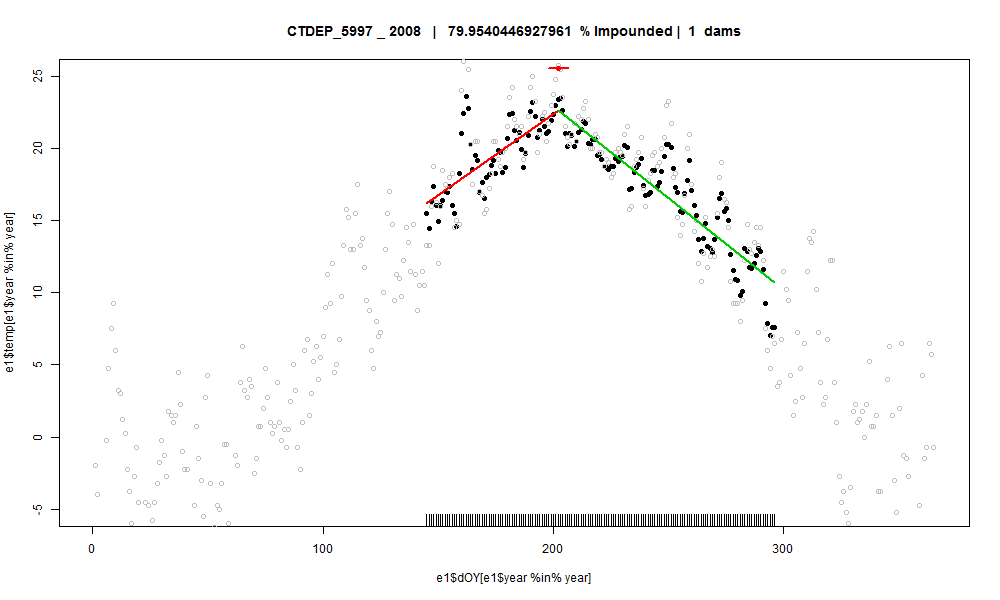 CTDEP_5997 _ 2008 | 79.9540446927961 % Impounded | 1 dams
e1$temp[e1$year %in% year]
25
20
15
10
5
0
-5
0 100 200 300
e1$dOY[e1$year %in% year]